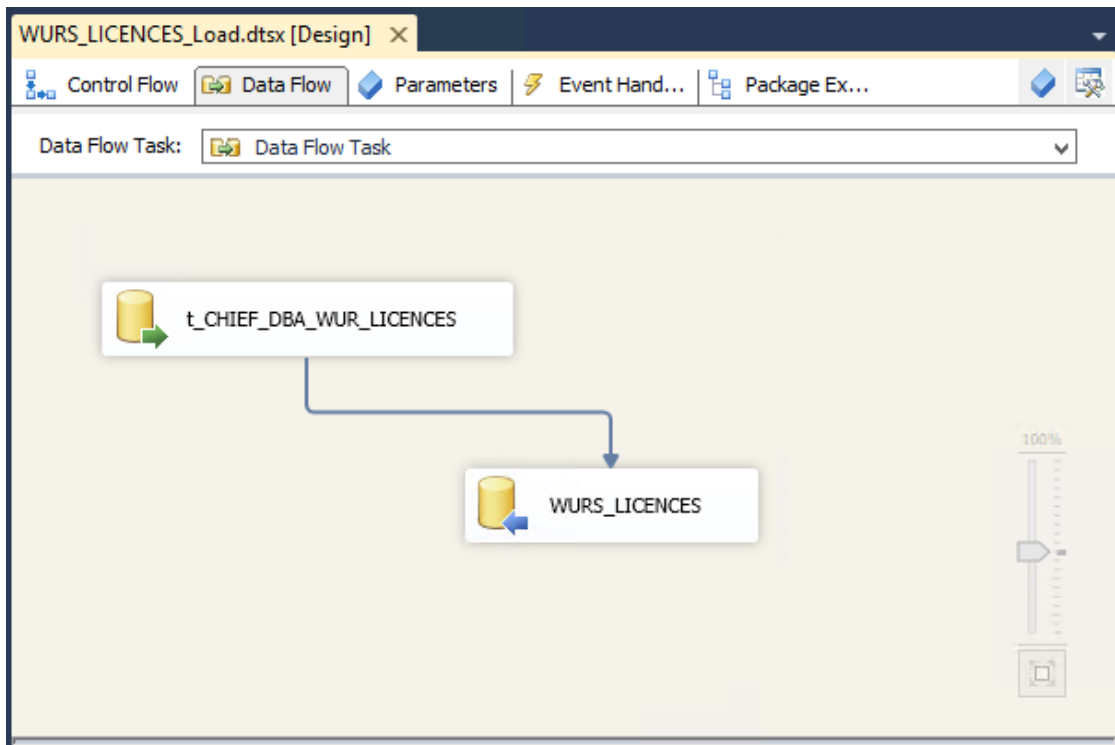 WURS_LICENCES_Load.dtsx [Design]
Control Flow Data Flow Parameters Event Hand... Package Ex...
Data Flow Task: Data Flow Task
t_CHIEF_DBA_WUR_LICENCES
100%
WURS_LICENCES